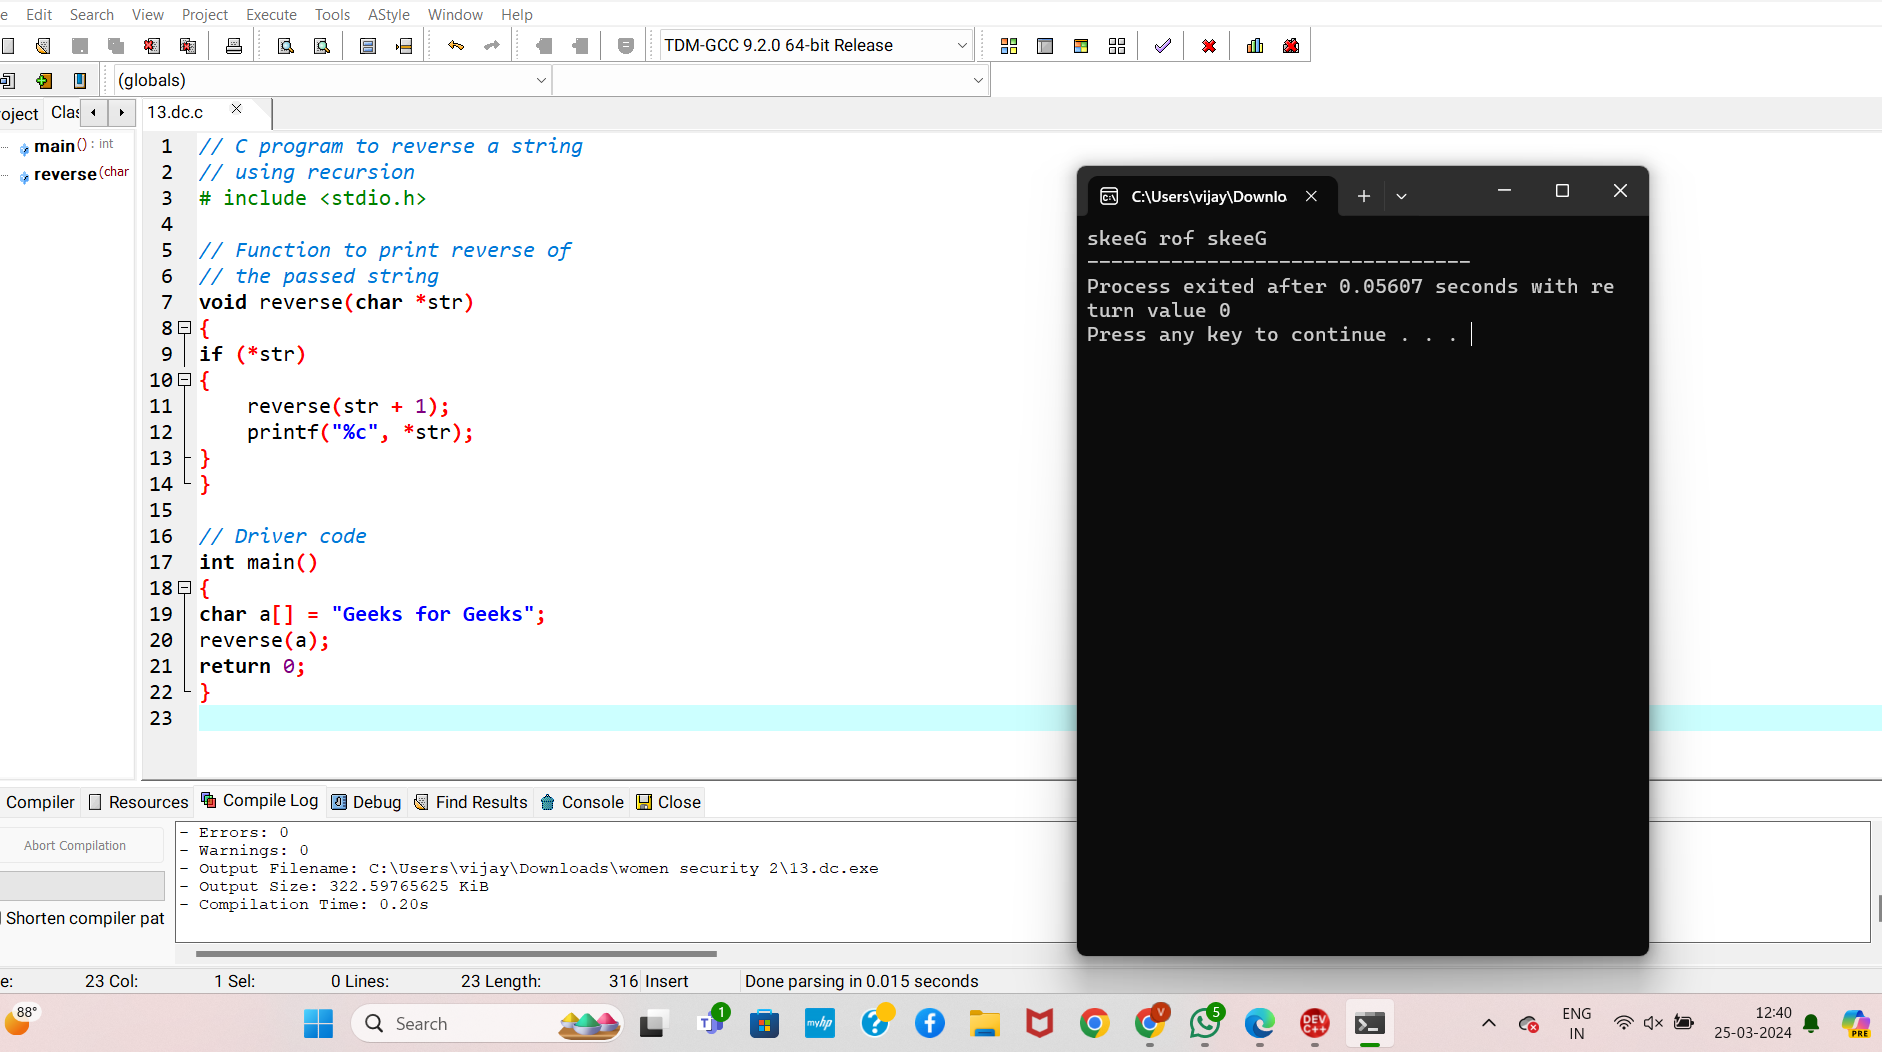 e Edit Search View Project Execute Tools AStyle Window Help
TDM-GCC 9.2.0 64-bit Release
(globals)
oject Clas 13.dc.c
main() : int
reverse(char
1 // C program to reverse a string
2 // using recursion
3 # include <stdio.h>
4
5 // Function to print reverse of
6 // the passed string
7 void reverse(char *str)
8 {
9 if (*str)
10 {
11 reverse(str + 1);
12 printf("%c", *str);
13 }
14 }
15
16 // Driver code
17 int main()
18 {
19 char a[] = "Geeks for Geeks";
20 reverse(a);
21 return 0;
22 }
23
C:\Users\vijay\Downlo
skeeG rof skeeG
--------------------------------
Process exited after 0.05607 seconds with re
turn value 0
Press any key to continue . . .
Compiler Resources Compile Log Debug Find Results Console Close
Abort Compilation
Shorten compiler pat
- Errors: 0
- Warnings: 0
- Output Filename: C:\Users\vijay\Downloads\women security 2\13.dc.exe
- Output Size: 322.59765625 KiB
- Compilation Time: 0.20s
e: 23 Col: 1 Sel: 0 Lines: 23 Length: 316 Insert Done parsing in 0.015 seconds
88°
Search
T 1
myhp
?
V
5
DEV C++
ENG
IN
12:40
25-03-2024
PRE